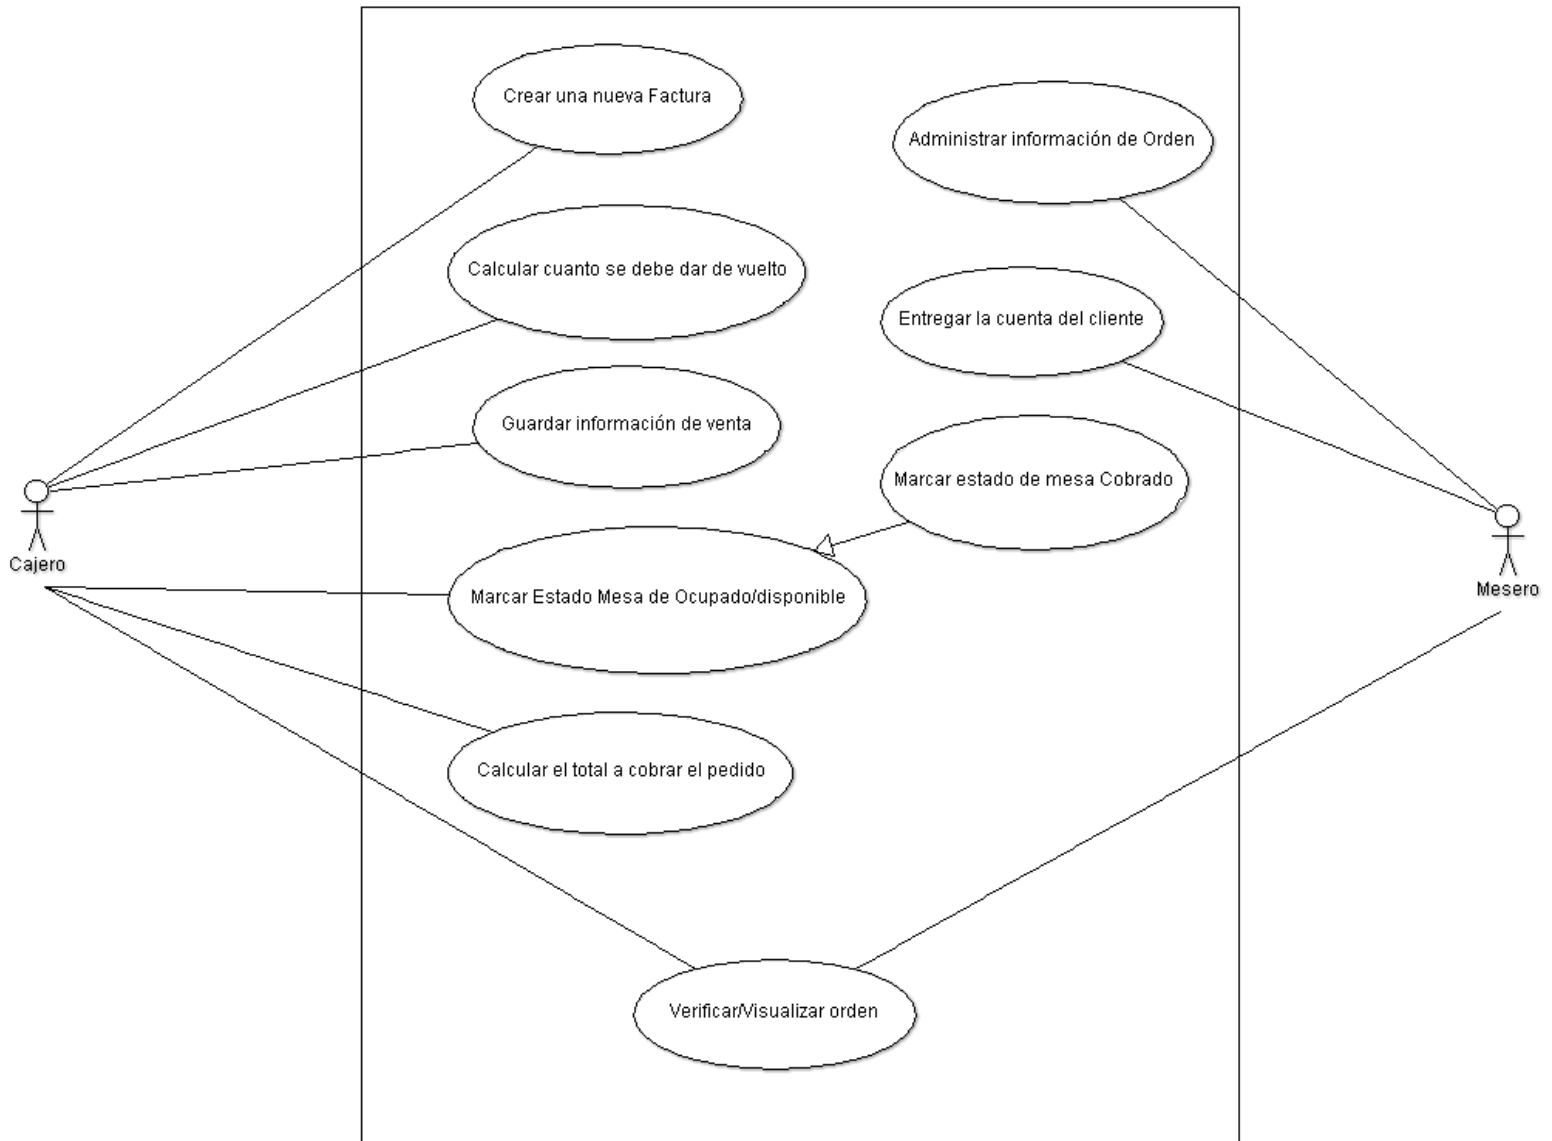 Crear una nueva Factura
Administrar información de Orden
Calcular cuanto se debe dar de vuelto
Entregar la cuenta del cliente
Guardar información de venta
Marcar estado de mesa Cobrado
Cajero
Mesero
Marcar Estado Mesa de Ocupado/disponible
Calcular el total a cobrar el pedido
Verificar/Visualizar orden